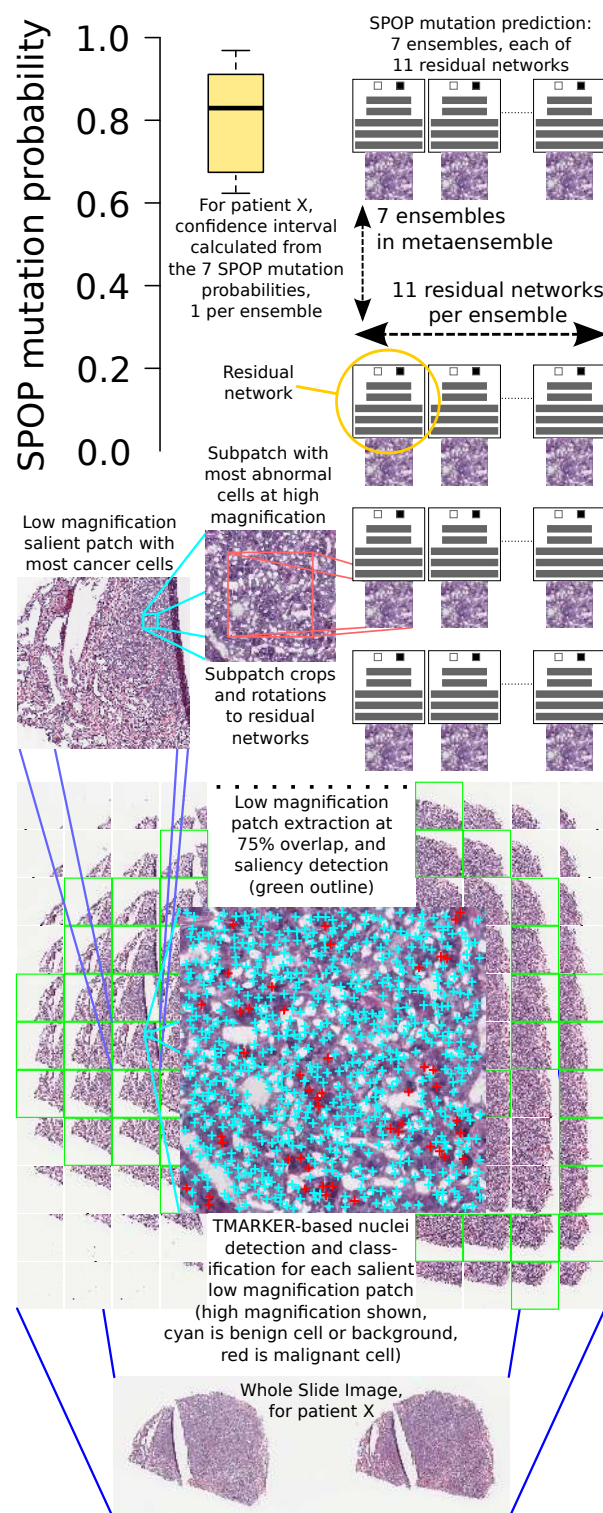 SPOP mutation probability
1.0
0.8
0.6
0.4
0.2
0.0
SPOP mutation prediction:
7 ensembles, each of
11 residual networks
For patient X,
confidence interval
calculated from
the 7 SPOP mutation
probabilities,
1 per ensemble
7 ensembles
in metaensemble
11 residual networks
per ensemble
Residual
network
Subpatch with
most abnormal
cells at high
magnification
Low magnification
salient patch with
most cancer cells
Subpatch crops
and rotations
to residual
networks
Low magnification
patch extraction at
75% overlap, and
saliency detection
(green outline)
TMARKER-based nuclei
detection and class-
ification for each salient
low magnification patch
(high magnification shown,
cyan is benign cell or background,
red is malignant cell)
Whole Slide Image,
for patient X